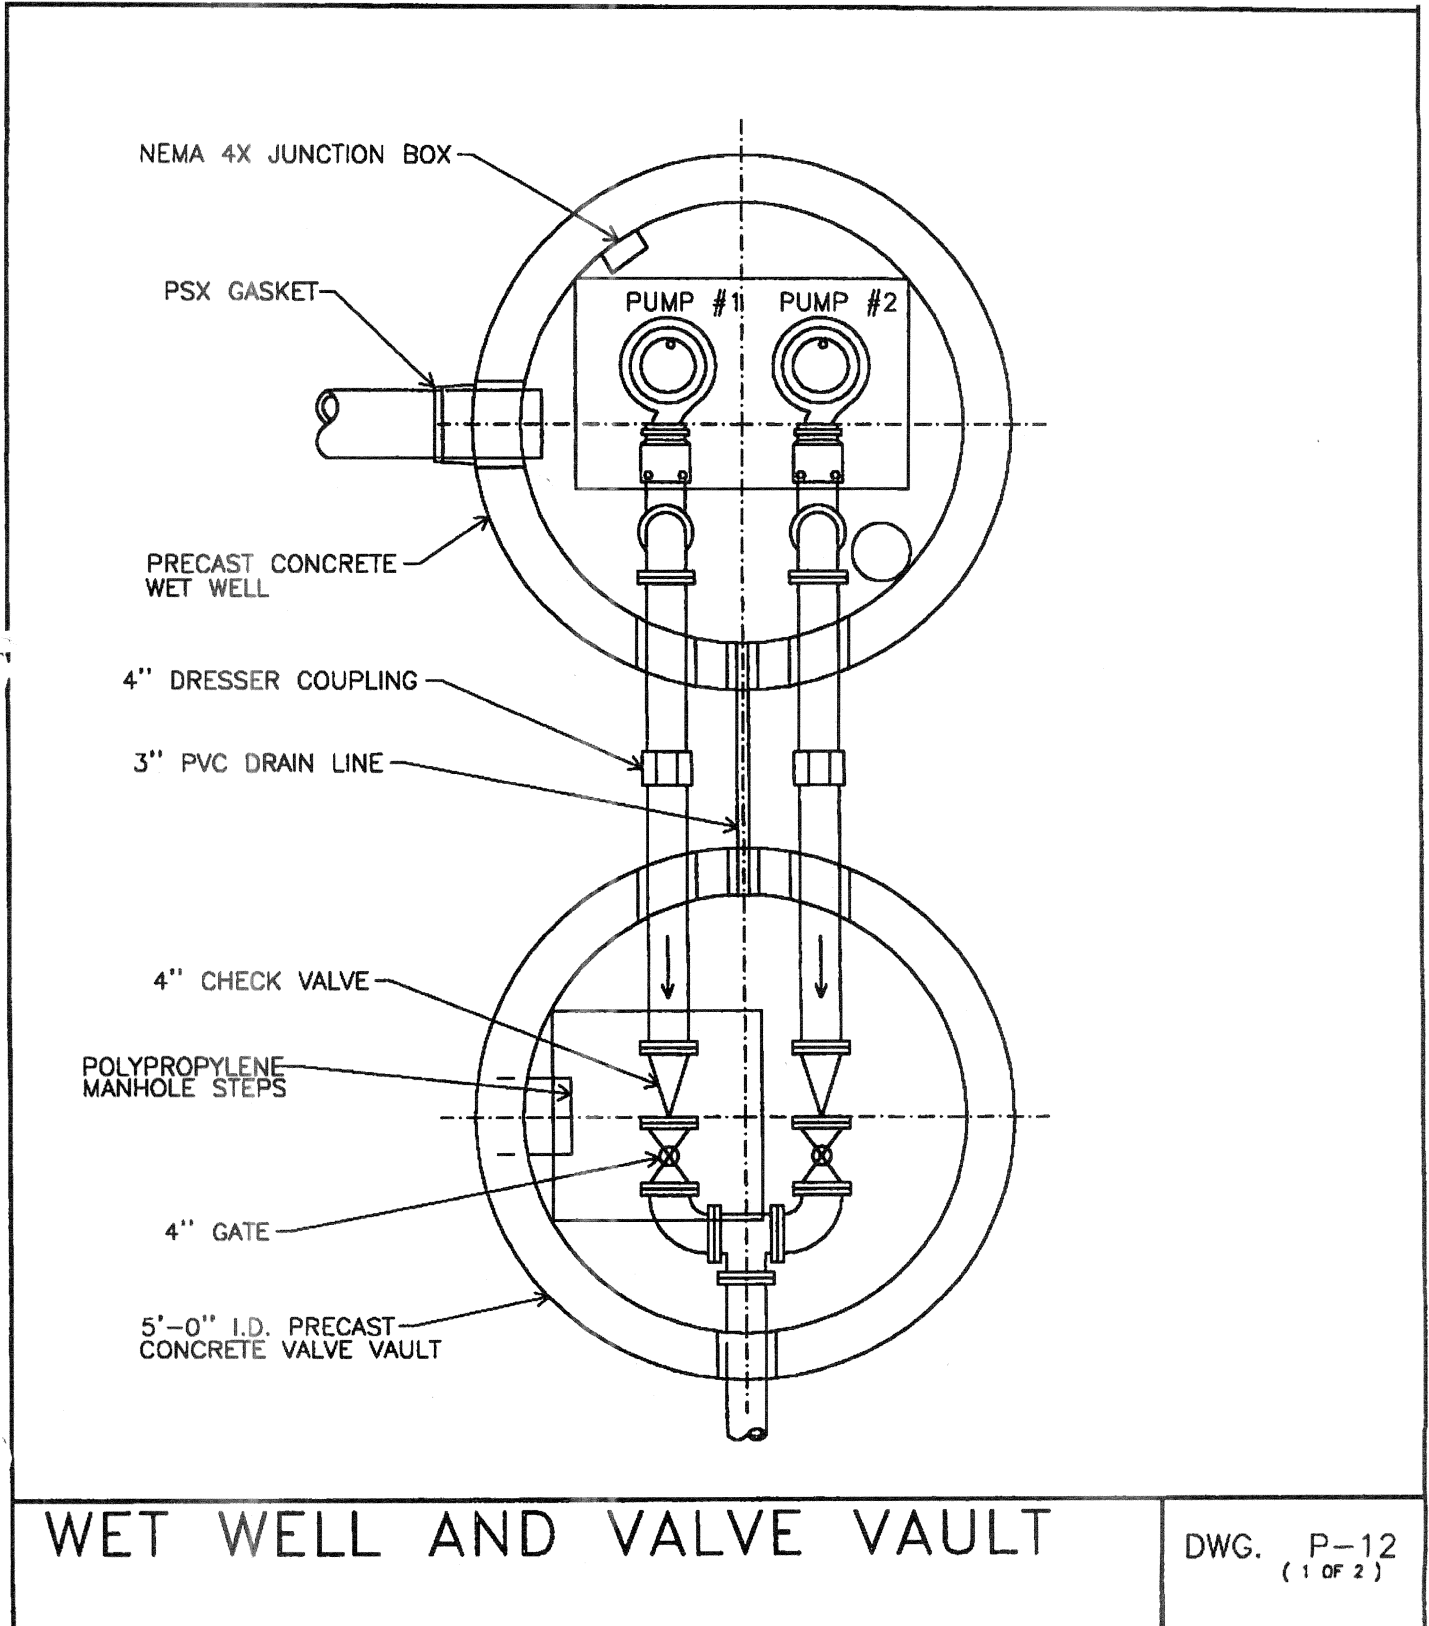 NEMA 4X JUNCTION BOX
PSX GASKET
PUMP #1
PUMP #2
PRECAST CONCRETE
WET WELL
4'' DRESSER COUPLING
3'' PVC DRAIN LINE
4'' CHECK VALVE
POLYPROPYLENE
MANHOLE STEPS
4'' GATE
5'-0'' I.D. PRECAST
CONCRETE VALVE VAULT
WET WELL AND VALVE VAULT
DWG. P-12
( 1 OF 2 )